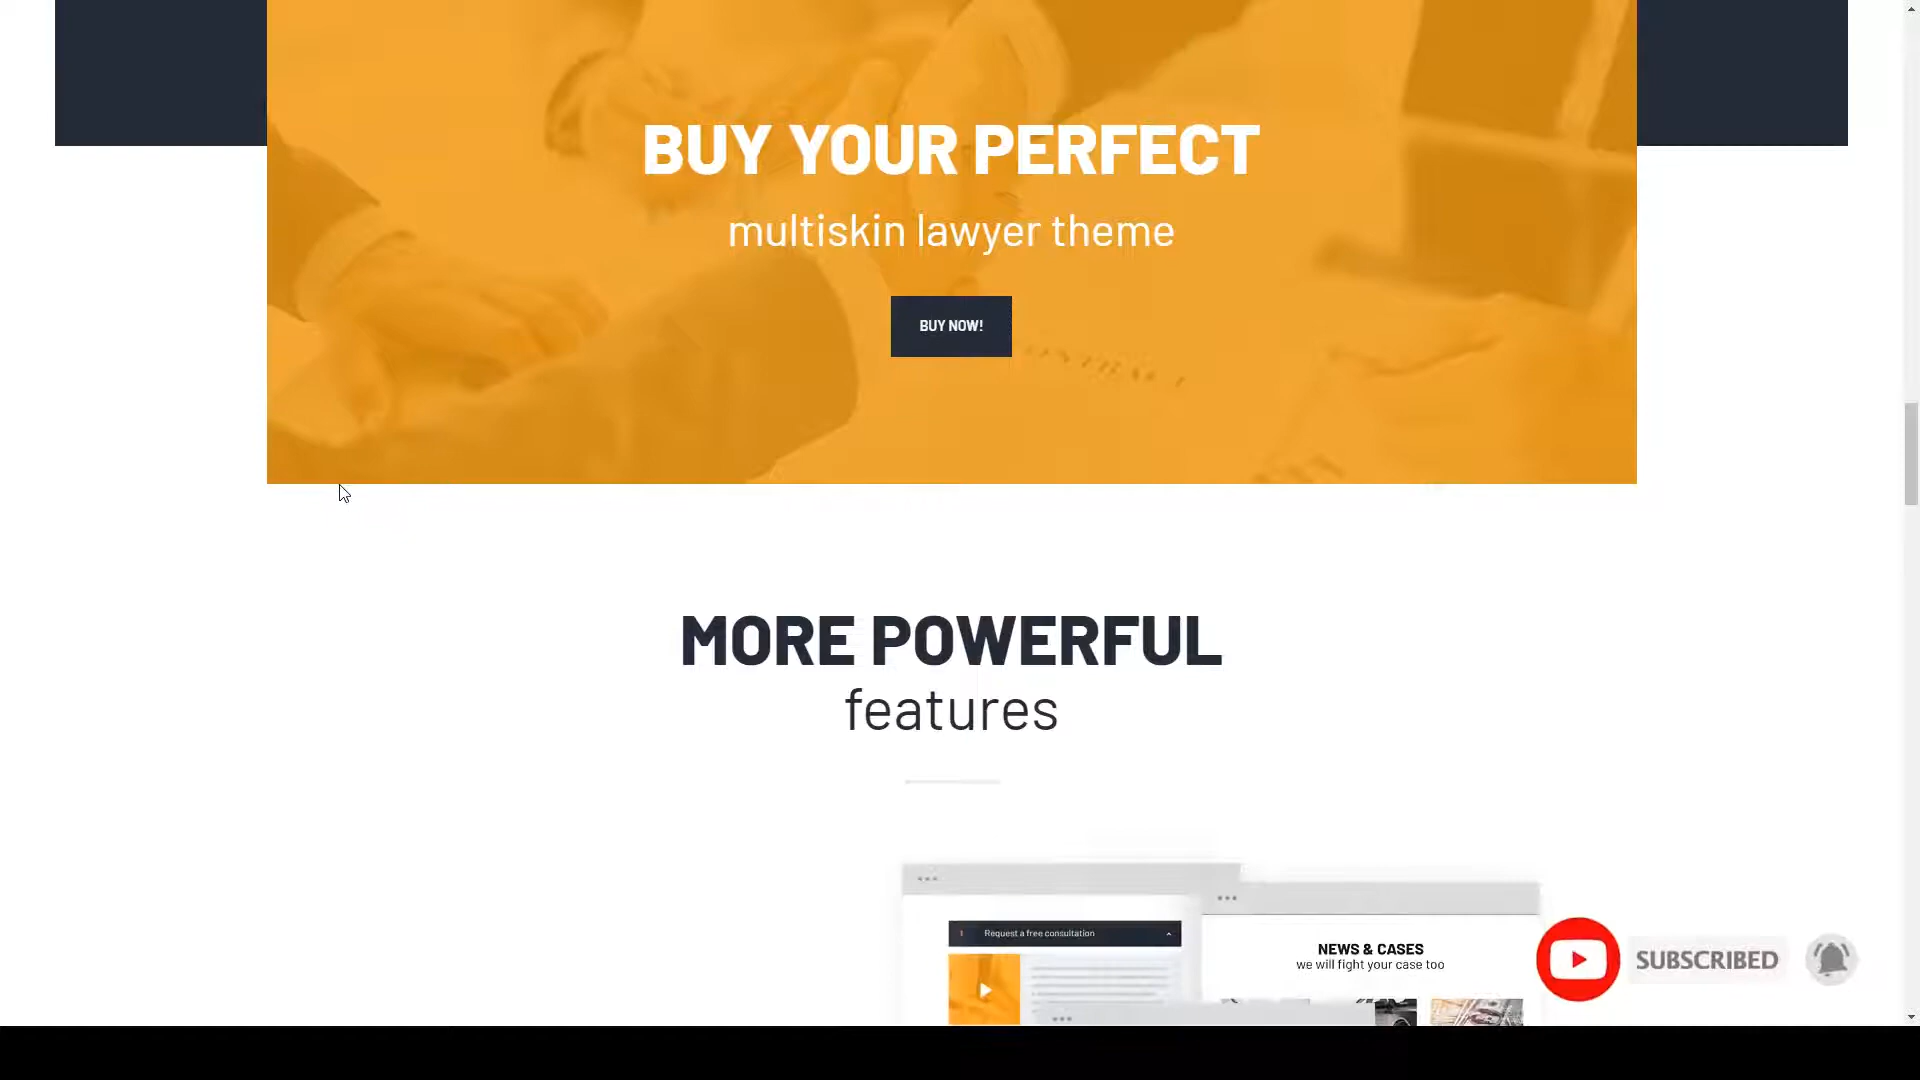 BUY YOUR PERFECT
multiskin lawyer theme
BUY NOW!
MORE POWERFUL
features
Request a free consultation
NEWS & CASES
we will fight your case too
SUBSCRIBED